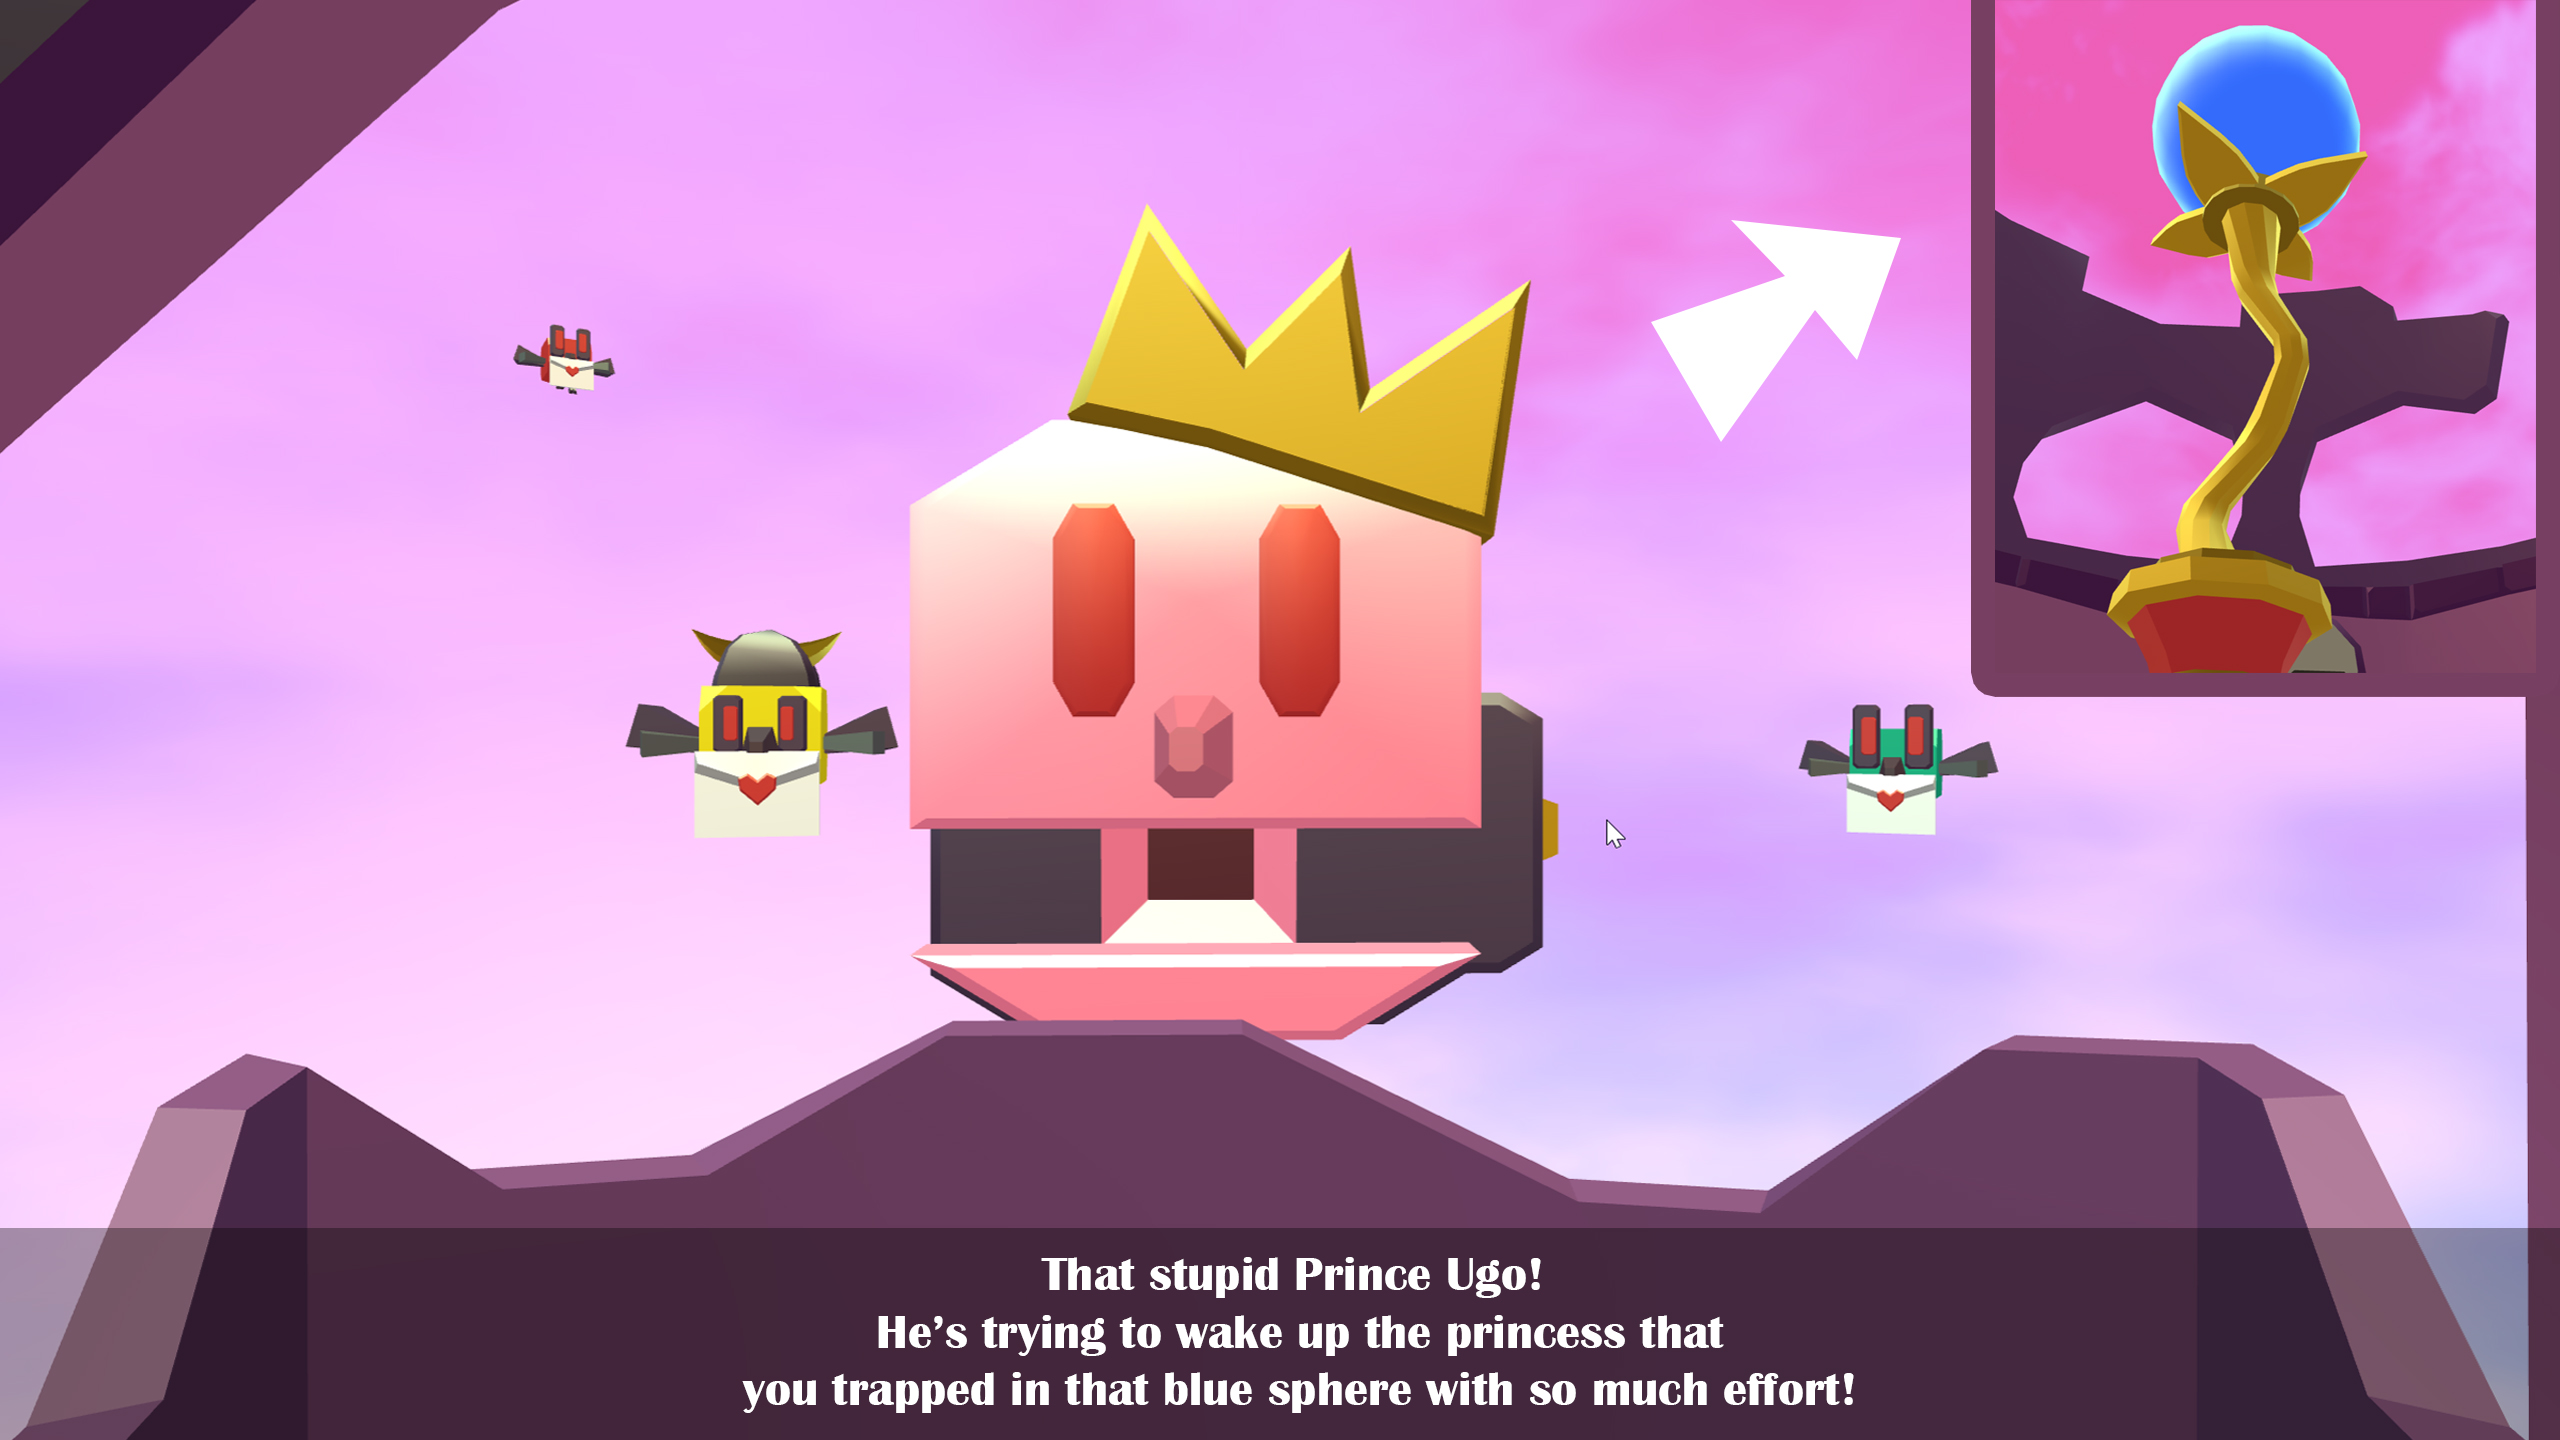 That stupid Prince Ugo!
He’s trying to wake up the princess that
you trapped in that blue sphere with so much effort!